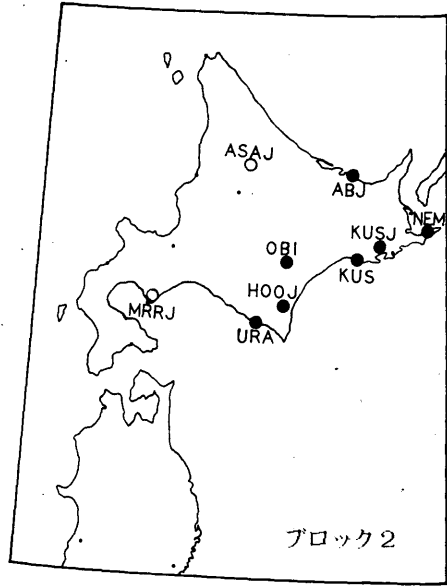 ASAJ
ABJ
NEM
KUSJ
OBI
KUS
HOOJ
MRRJ
URA
ブロック2